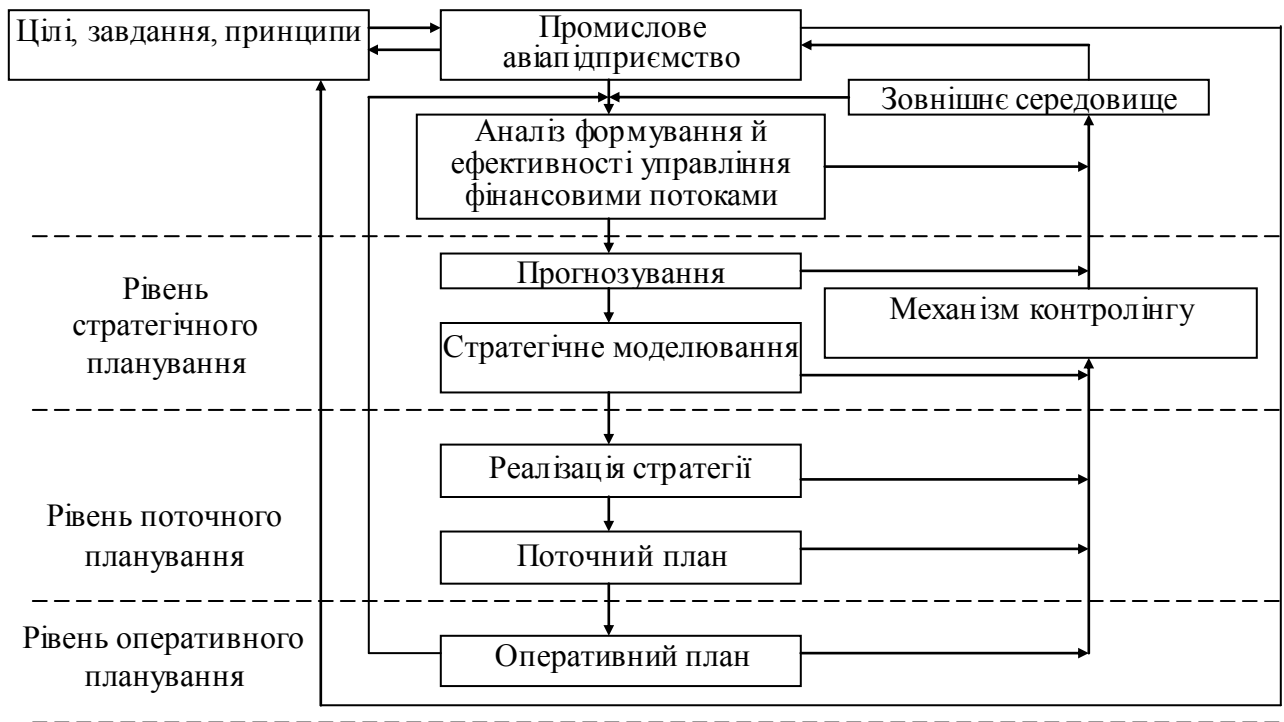 Цілі, завдання, принципи
Промислове
авіапідприємство
Зовнішнє середовище
Аналіз формування й
ефективності управління
фінансовими потоками
Прогнозування
Рівень
стратегічного
планування
Механізм контролінгу
Стратегічне моделювання
Реалізація стратегії
Рівень поточного
планування
Поточний план
Рівень оперативного
планування
Оперативний план